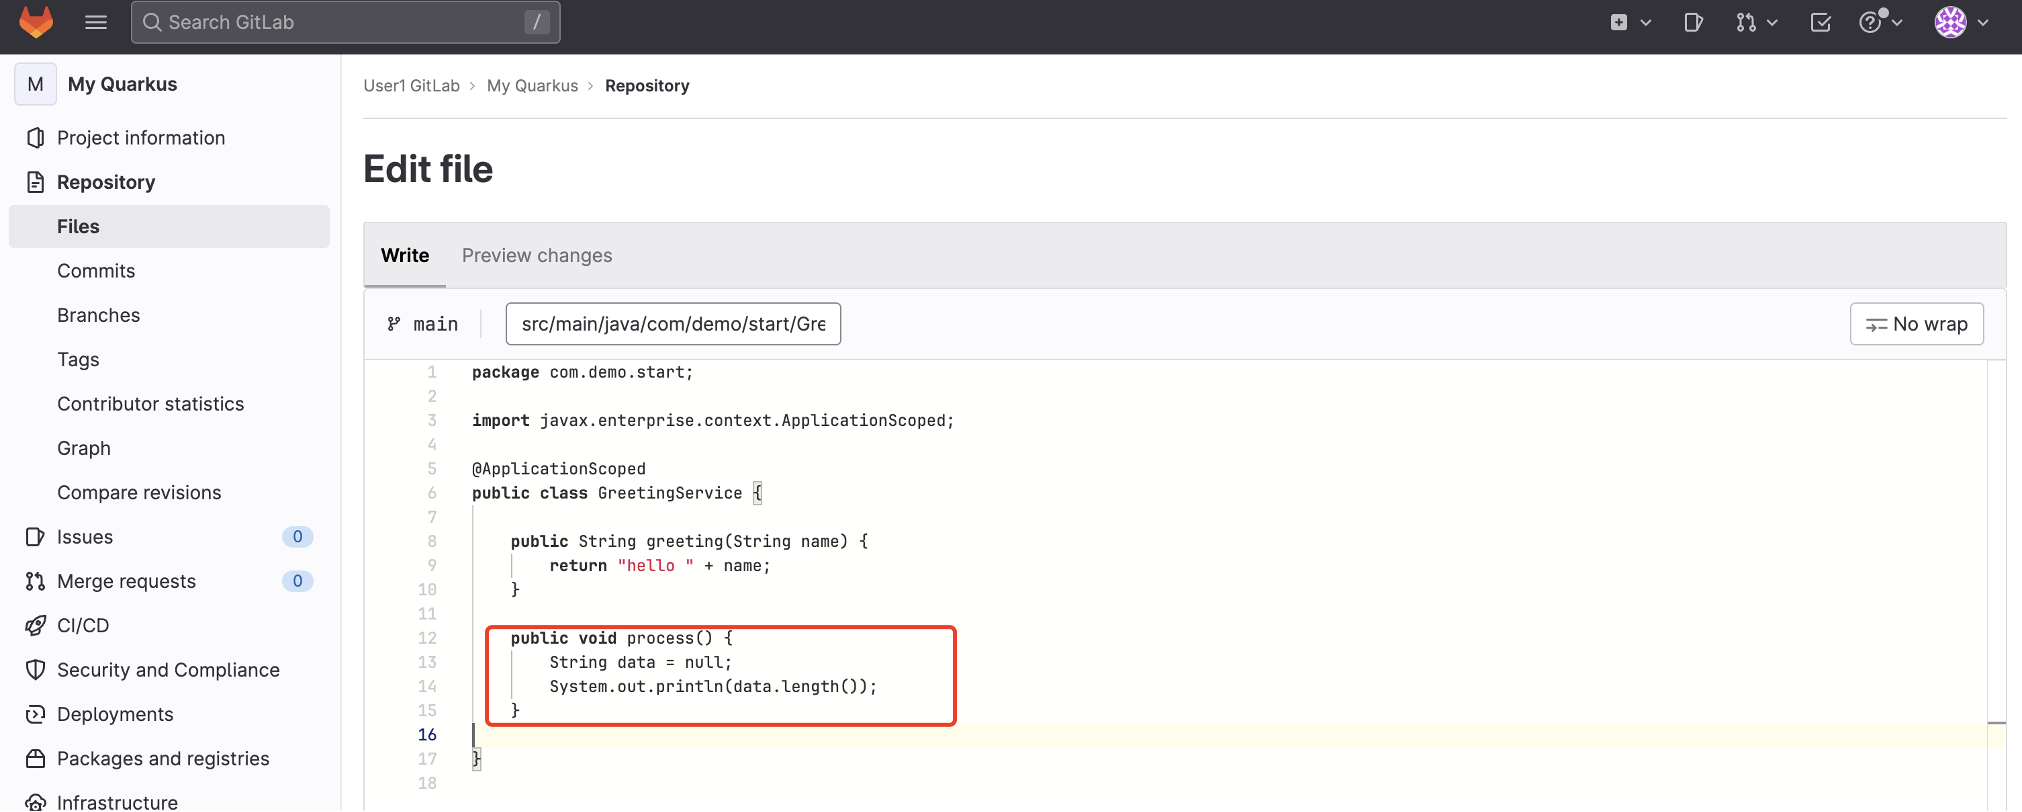 Search GitLab /
M My Quarkus
Project information
Repository
Files
Commits
Branches
Tags
Contributor statistics
Graph
Compare revisions
Issues 0
Merge requests 0
CI/CD
Security and Compliance
Deployments
Packages and registries
Infrastructure
User1 GitLab > My Quarkus > Repository
Edit file
Write Preview changes
main src/main/java/com/demo/start/Gre No wrap
1 package com.demo.start;
2
3 import javax.enterprise.context.ApplicationScoped;
4
5 @ApplicationScoped
6 public class GreetingService {
7
8 public String greeting(String name) {
9 return "hello " + name;
10 }
11
12 public void process() {
13 String data = null;
14 System.out.println(data.length());
15 }
16
17 }
18